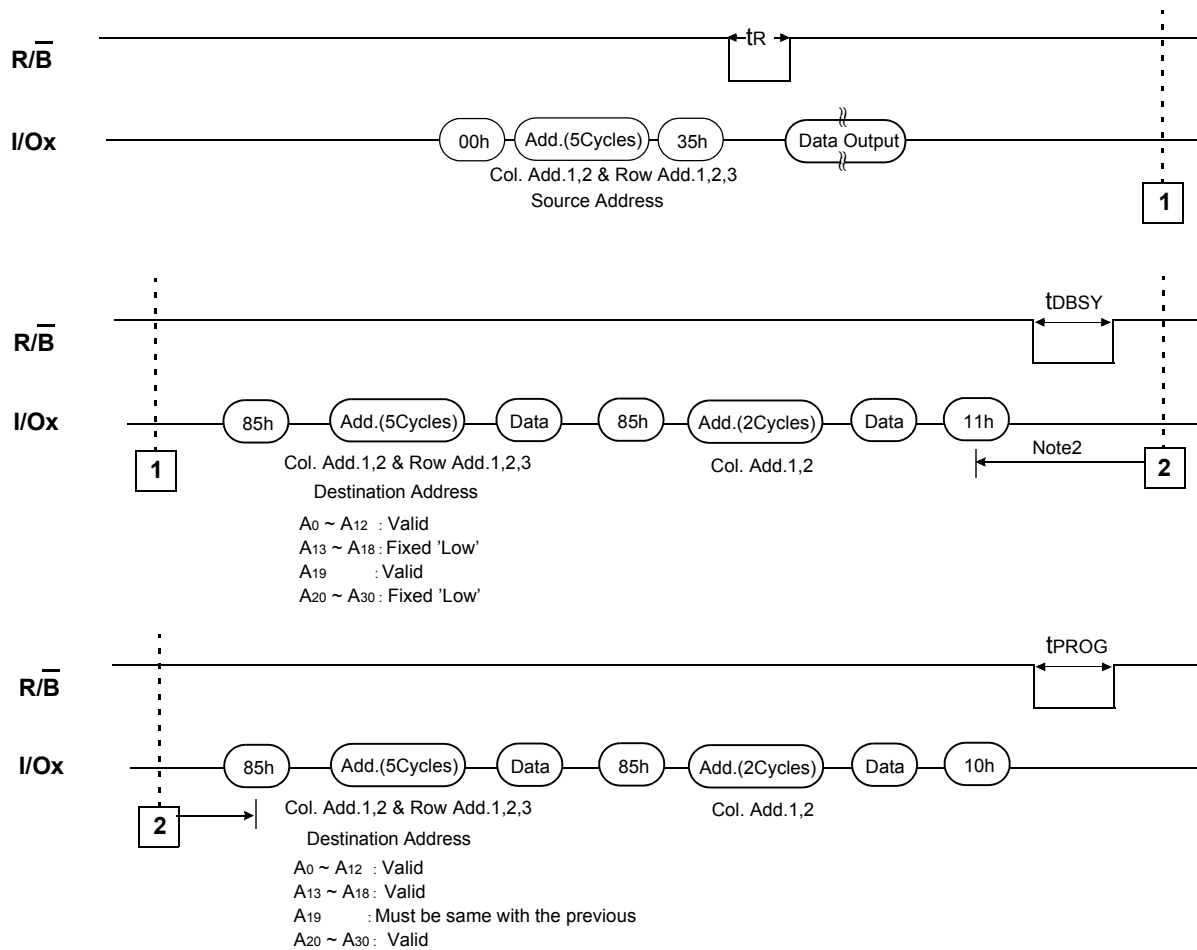 tR
R/B
I/Ox
00h Add.(5Cycles) 35h Data Output
Col. Add.1,2 & Row Add.1,2,3
Source Address
1
tDBSY
R/B
I/Ox
85h Add.(5Cycles) Data 85h Add.(2Cycles) Data 11h
Note2
1
Col. Add.1,2 & Row Add.1,2,3
Col. Add.1,2
2
Destination Address
A0 ~ A12 : Valid
A13 ~ A18 : Fixed 'Low'
A19 : Valid
A20 ~ A30 : Fixed 'Low'
tPROG
R/B
I/Ox
85h Add.(5Cycles) Data 85h Add.(2Cycles) Data 10h
2
Col. Add.1,2 & Row Add.1,2,3
Col. Add.1,2
Destination Address
A0 ~ A12 : Valid
A13 ~ A18 : Valid
A19 : Must be same with the previous
A20 ~ A30 : Valid